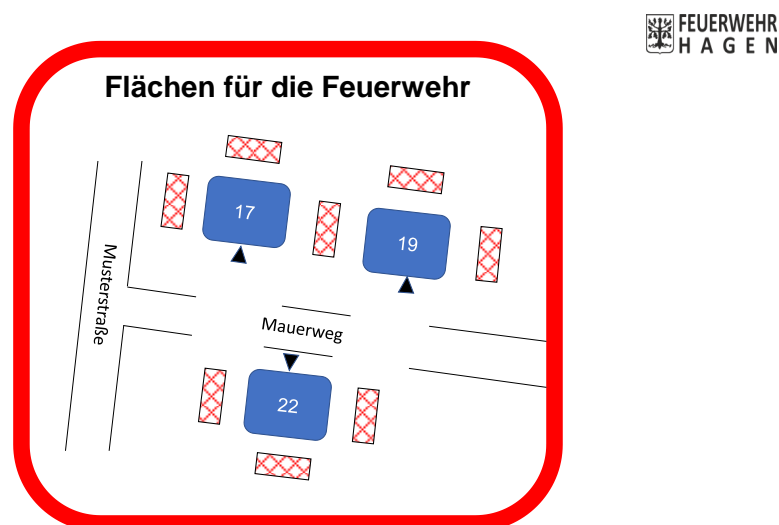 FEUERWEHR
HAGEN
Flächen für die Feuerwehr
17
19
Musterstraße
Mauerweg
22